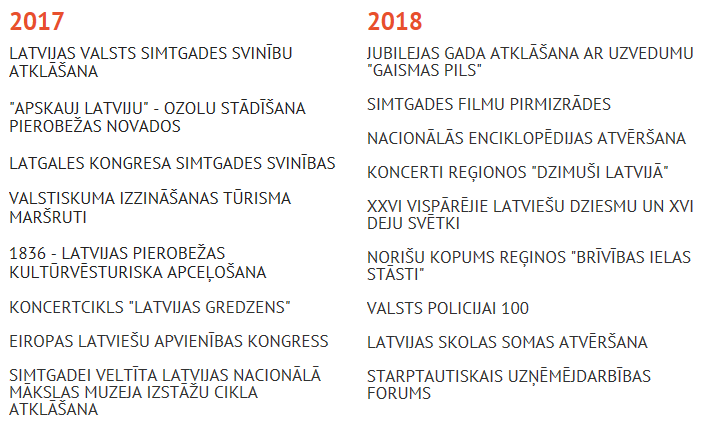 2017
LATVIJAS VALSTS SIMTGADES SVINĪBU
ATKLĀŠANA
"APSKAUJ LATVIJU" - OZOLU STĀDĪŠANA
PIEROBEŽAS NOVADOS
LATGALES KONGRESA SIMTGADES SVINĪBAS
VALSTISKUMA IZZINĀŠANAS TŪRISMA
MARŠRUTI
1836 - LATVIJAS PIEROBEŽAS
KULTŪRVĒSTURISKA APCEĻOŠANA
KONCERTCIKLS "LATVIJAS GREDZENS"
EIROPAS LATVIEŠU APVIENĪBAS KONGRESS
SIMTGADEI VELTĪTA LATVIJAS NACIONĀLĀ
MĀKSLAS MUZEJA IZSTĀŽU CIKLA
ATKLĀŠANA
2018
JUBILEJAS GADA ATKLĀŠANA AR UZVEDUMU
"GAISMAS PILS"
SIMTGADES FILMU PIRMIZRĀDES
NACIONĀLĀS ENCIKLOPĒDIJAS ATVĒRŠANA
KONCERTI REĢIONOS "DZIMUŠI LATVIJĀ"
XXVI VISPĀRĒJIE LATVIEŠU DZIESMU UN XVI
DEJU SVĒTKI
NORIŠU KOPUMS REĢINOS "BRĪVĪBAS IELAS
STĀSTI"
VALSTS POLICIJAI 100
LATVIJAS SKOLAS SOMAS ATVĒRŠANA
STARPTAUTISKAIS UZŅĒMĒJDARBĪBAS
FORUMS